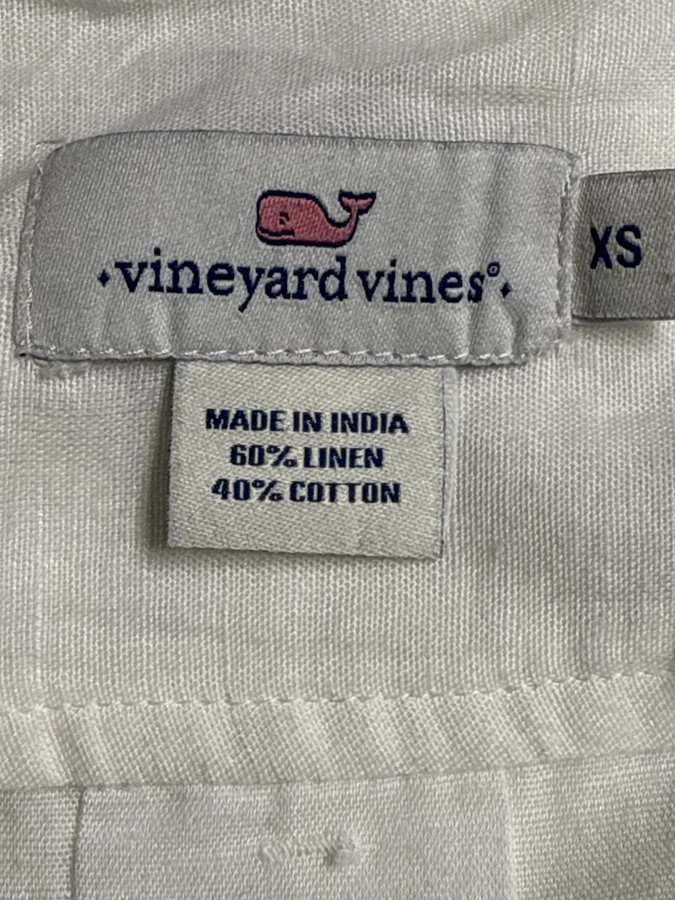 vineyard vines®
XS
MADE IN INDIA
60% LINEN
40% COTTON